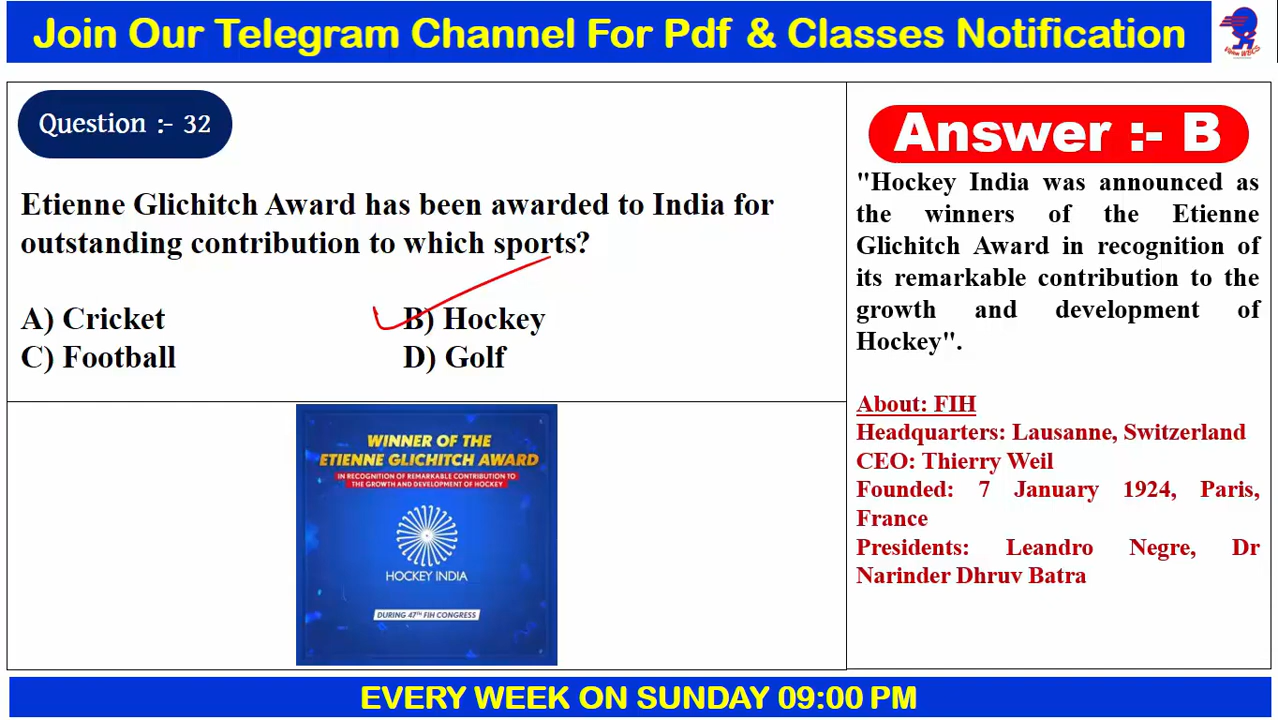 Join Our Telegram Channel For Pdf & Classes Notification
Question :- 32
Etienne Glichitch Award has been awarded to India for
outstanding contribution to which sports?
A) Cricket
B) Hockey
C) Football
D) Golf
WINNER OF THE
ETIENNE GLICHITCH AWARD
IN RECOGNITION OF REMARKABLE CONTRIBUTION TO
THE GROWTH AND DEVELOPMENT OF HOCKEY
HOCKEY INDIA
DURING 47TH FIH CONGRESS
Answer :- B
"Hockey India was announced as
the winners of the Etienne
Glichitch Award in recognition of
its remarkable contribution to the
growth and development of
Hockey".
About: FIH
Headquarters: Lausanne, Switzerland
CEO: Thierry Weil
Founded: 7 January 1924, Paris,
France
Presidents: Leandro Negre, Dr
Narinder Dhruv Batra
EVERY WEEK ON SUNDAY 09:00 PM